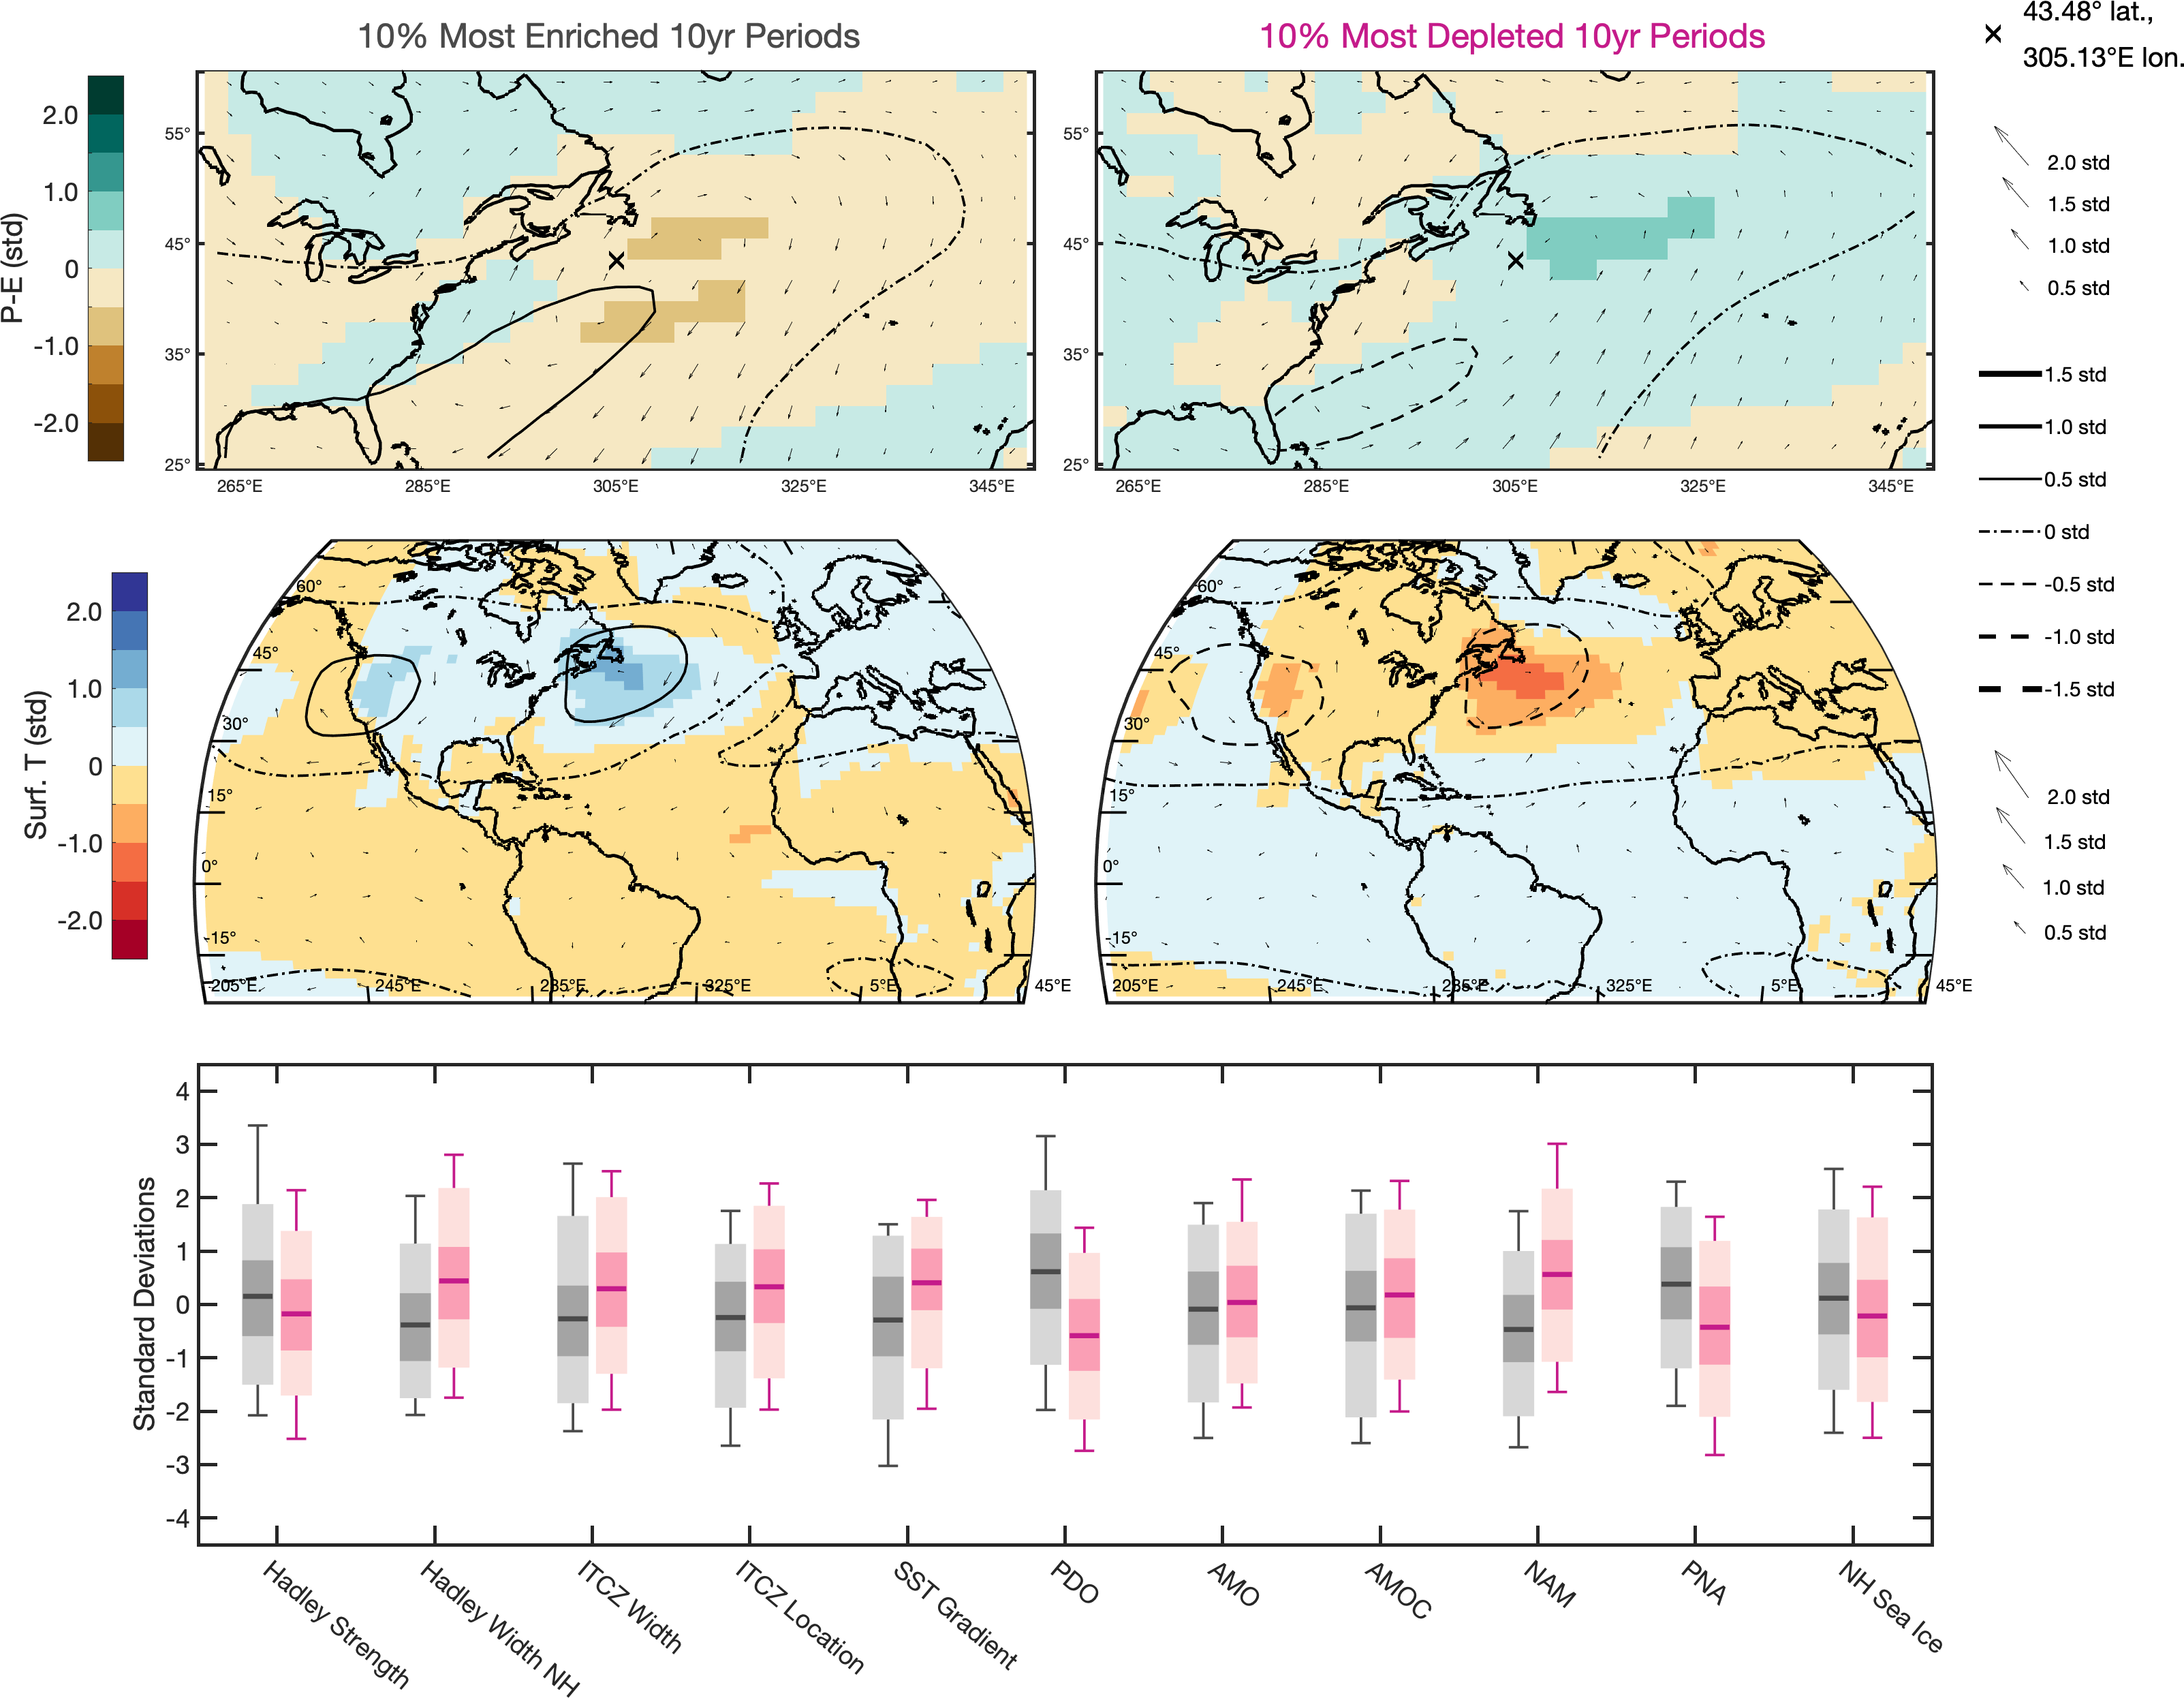 10% Most Enriched 10yr Periods
10% Most Depleted 10yr Periods
43.48° lat.,
305.13°E lon.
P-E (std)
2.0
1.0
0
-1.0
-2.0
55°
45°
35°
25°
265°E
285°E
305°E
325°E
345°E
55°
45°
35°
25°
265°E
285°E
305°E
325°E
345°E
2.0 std
1.5 std
1.0 std
0.5 std
1.5 std
1.0 std
0.5 std
0 std
-0.5 std
-1.0 std
-1.5 std
Surf. T (std)
2.0
1.0
0
-1.0
-2.0
60°
45°
30°
15°
0°
-15°
205°E
245°E
285°E
325°E
5°E
45°E
60°
45°
30°
15°
0°
-15°
205°E
245°E
285°E
325°E
5°E
45°E
2.0 std
1.5 std
1.0 std
0.5 std
Standard Deviations
4
3
2
1
0
-1
-2
-3
-4
Hadley Strength
Hadley Width NH
ITCZ Width
ITCZ Location
SST Gradient
PDO
AMO
AMOC
NAM
PNA
NH Sea Ice